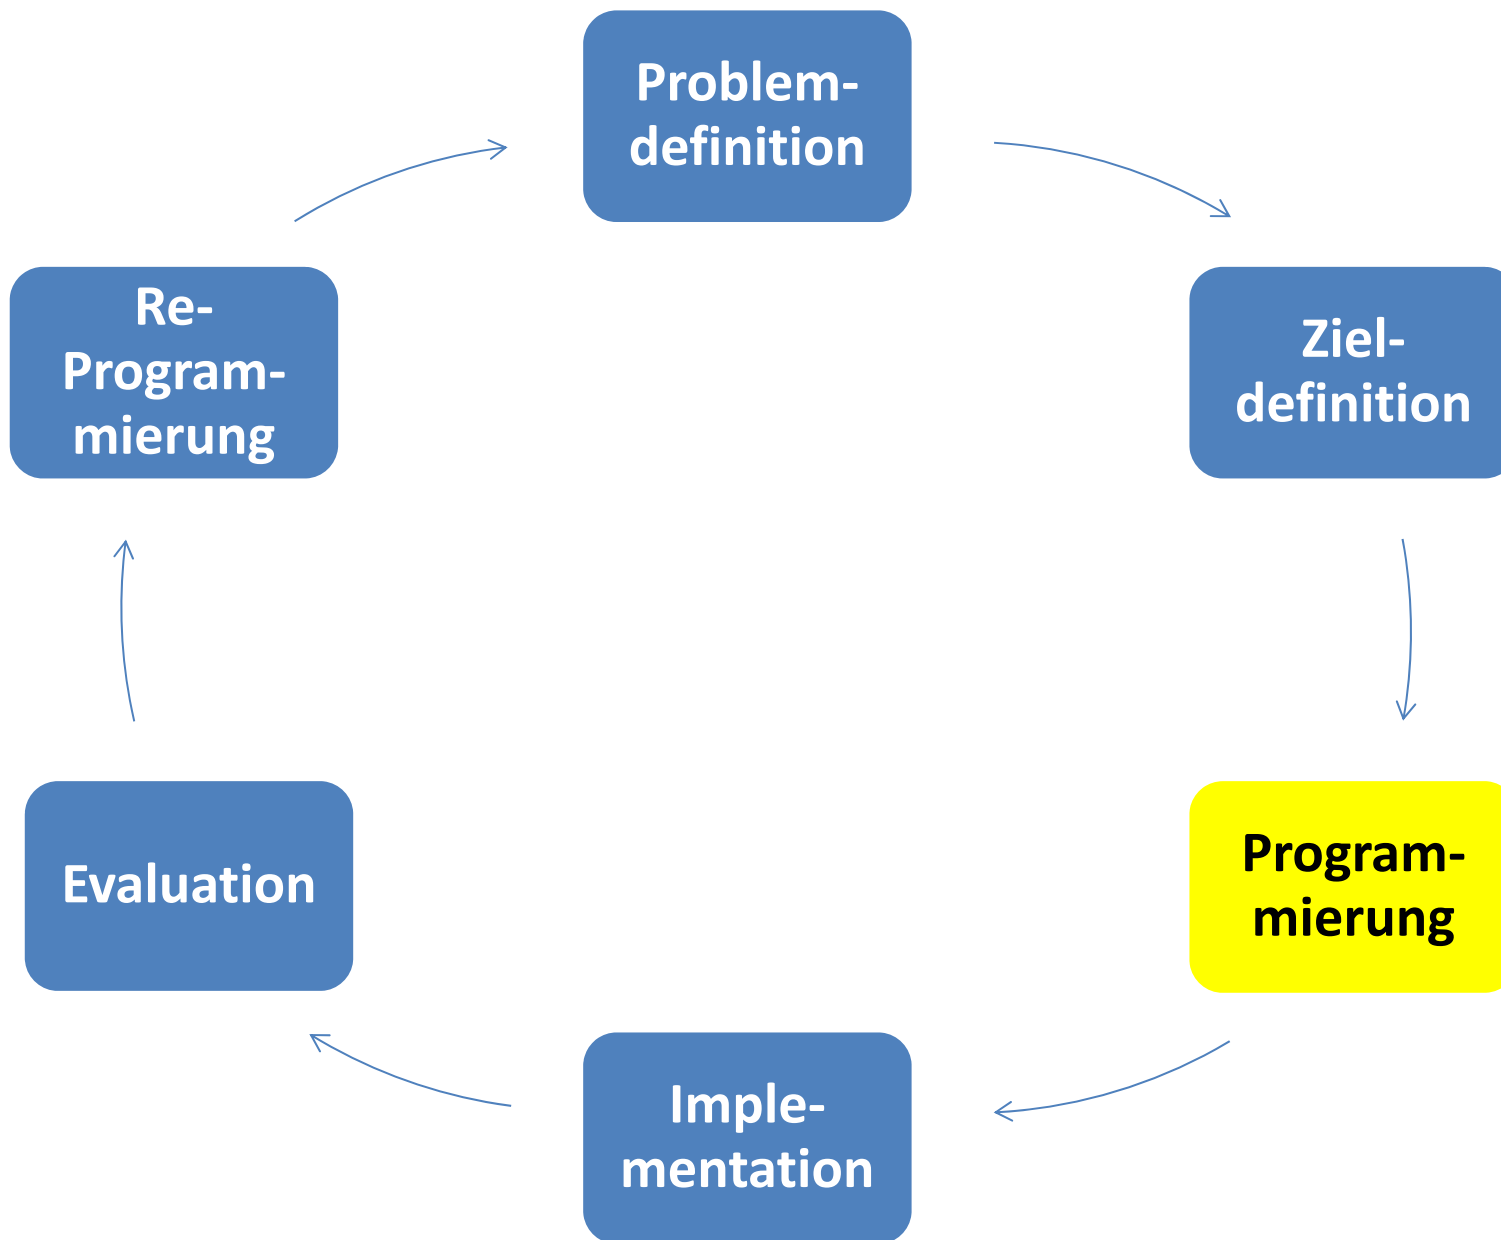 Problem-
definition
Ziel-
definition
Program-
mierung
Imple-
mentation
Evaluation
Re-
Program-
mierung